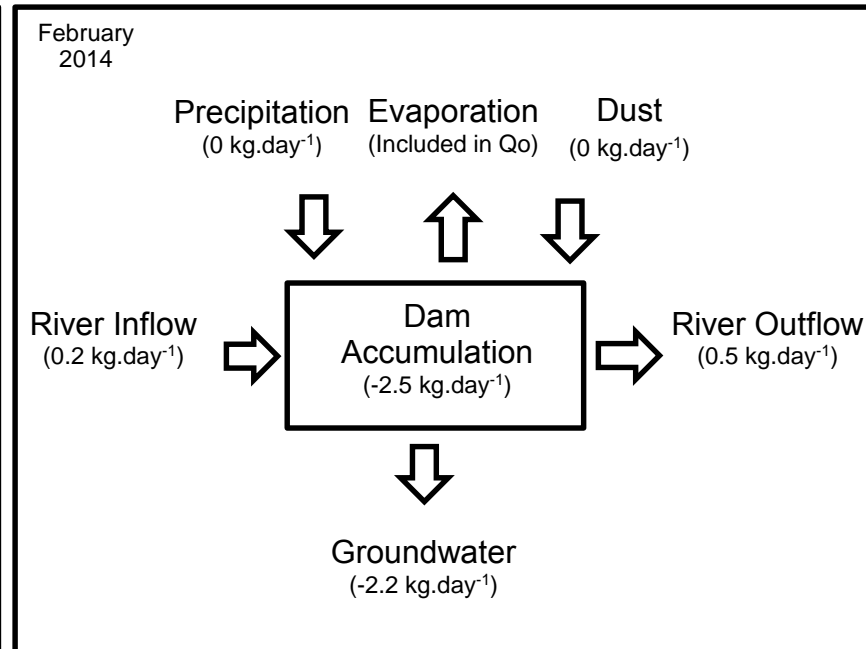 February
2014
Precipitation
(0 kg.day⁻¹)
Evaporation
(Included in Qo)
Dust
(0 kg.day⁻¹)
River Inflow
(0.2 kg.day⁻¹)
Dam
Accumulation
(-2.5 kg.day⁻¹)
River Outflow
(0.5 kg.day⁻¹)
Groundwater
(-2.2 kg.day⁻¹)